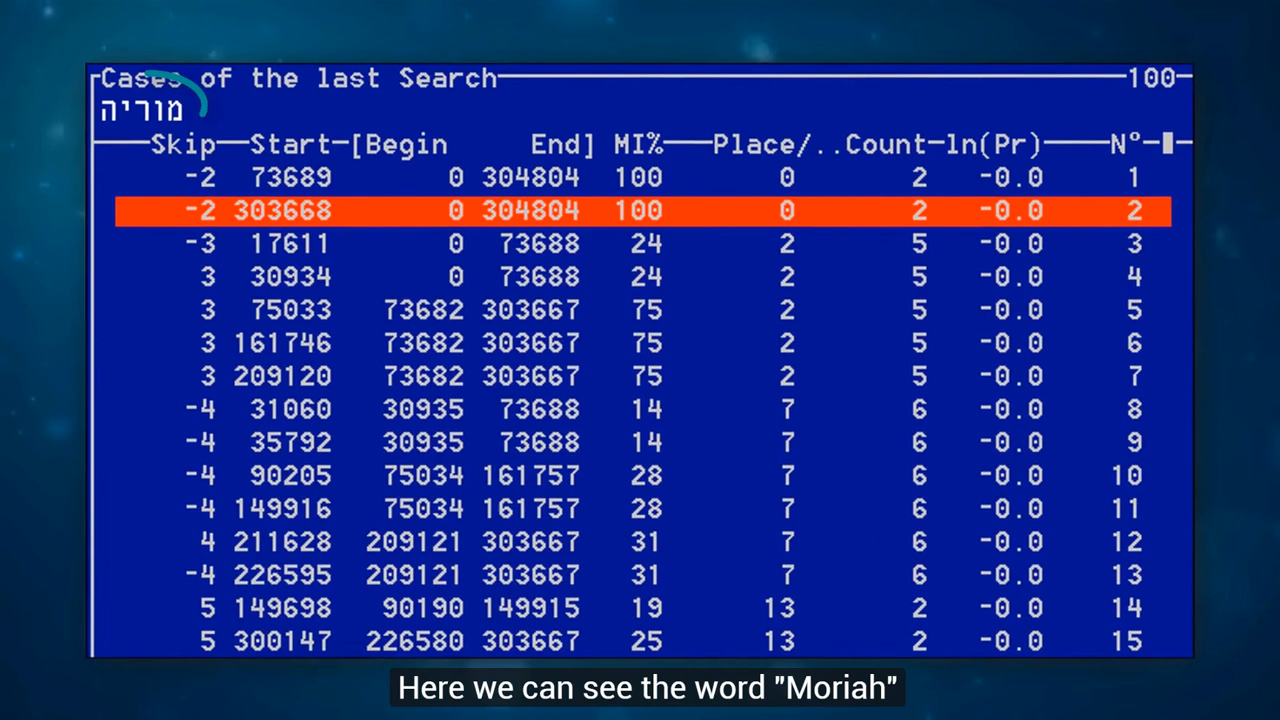 Cases of the last Search 100
מוריה
Skip Start [Begin End] MI% Place/..Count ln(Pr) N°
-2 73689 0 304804 100 0 2 -0.0 1
-2 303668 0 304804 100 0 2 -0.0 2
-3 17611 0 73688 24 2 5 -0.0 3
3 30934 0 73688 24 2 5 -0.0 4
3 75033 73682 303667 75 2 5 -0.0 5
3 161746 73682 303667 75 2 5 -0.0 6
3 209120 73682 303667 75 2 5 -0.0 7
-4 31060 30935 73688 14 7 6 -0.0 8
-4 35792 30935 73688 14 7 6 -0.0 9
-4 90205 75034 161757 28 7 6 -0.0 10
-4 149916 75034 161757 28 7 6 -0.0 11
4 211628 209121 303667 31 7 6 -0.0 12
-4 226595 209121 303667 31 7 6 -0.0 13
5 149698 90190 149915 19 13 2 -0.0 14
5 300147 226580 303667 25 13 2 -0.0 15
Here we can see the word "Moriah"